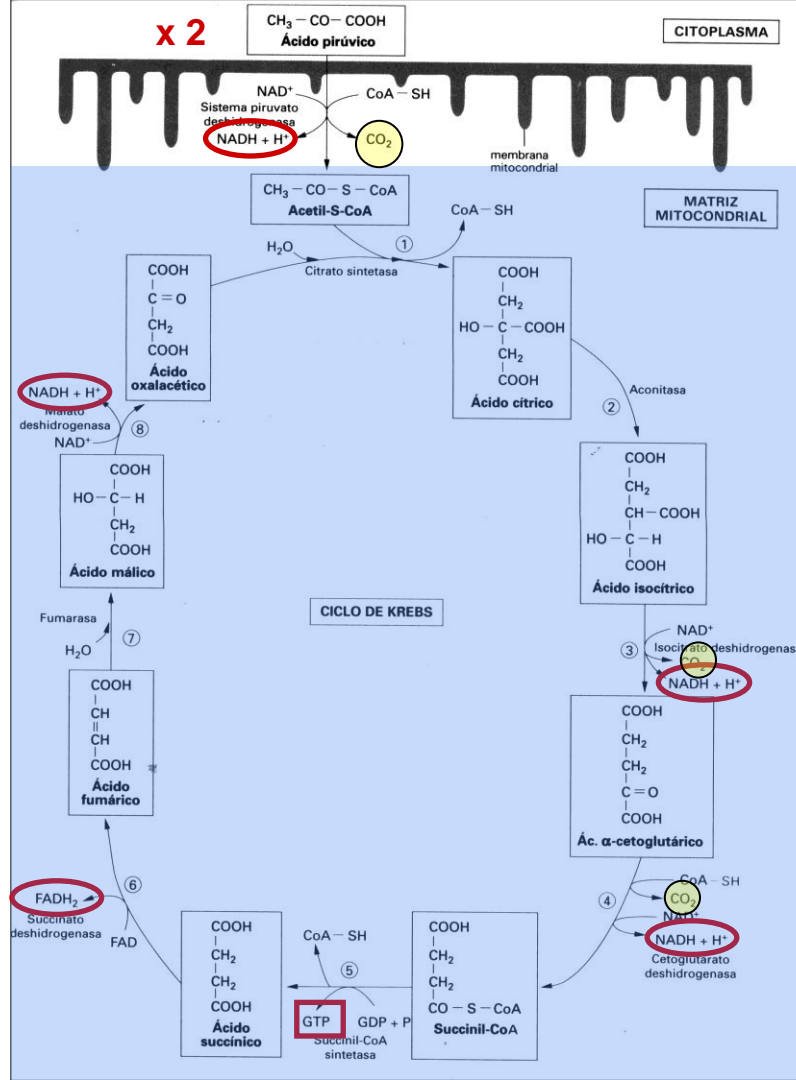 x 2
CH₃ – CO – COOH
Ácido pirúvico
CITOPLASMA
NAD⁺
CoA – SH
Sistema piruvato
deshidrogenasa
NADH + H⁺
CO₂
membrana
mitocondrial
CH₃ – CO – S – CoA
Acetil-S-CoA
MATRIZ
MITOCONDRIAL
CoA – SH
H₂O
①
Citrato sintetasa
COOH
C = O
CH₂
COOH
Ácido
oxalacético
COOH
CH₂
HO – C – COOH
CH₂
COOH
Ácido cítrico
Aconitasa
②
NADH + H⁺
Malato
deshidrogenasa
NAD⁺
⑧
COOH
HO – C – H
CH₂
COOH
Ácido málico
COOH
CH₂
CH – COOH
HO – C – H
COOH
Ácido isocítrico
CICLO DE KREBS
Fumarasa
H₂O
⑦
NAD⁺
③
Isocitrato deshidrogenas
CO₂
NADH + H⁺
COOH
CH
CH
COOH
Ácido
fumárico
COOH
CH₂
CH₂
C = O
COOH
Ác. α-cetoglutárico
⑥
FADH₂
Succinato
deshidrogenasa
FAD
CoA – SH
④
CO₂
NAD⁺
NADH + H⁺
Cetoglutarato
deshidrogenasa
COOH
CH₂
CH₂
COOH
Ácido
succínico
CoA – SH
⑤
GTP
GDP + P
Succinil-CoA
sintetasa
COOH
CH₂
CH₂
CO – S – CoA
Succinil-CoA